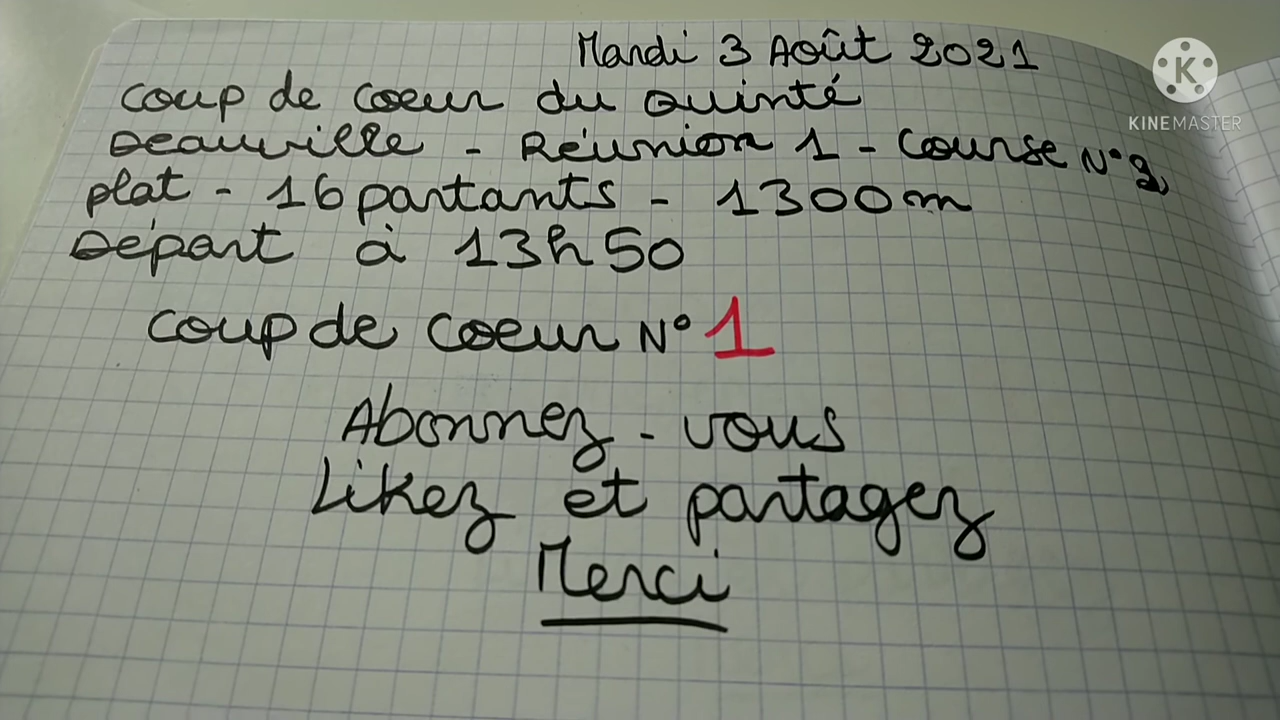 Mardi 3 Août 2021
Coup de coeur du Quinté
Deauville - Réunion 1 - Course N°2
plat - 16 partants - 1300m
Départ à 13h50
Coup de coeur N° 1
Abonnez-vous
Likez et partagez
Merci
K
KINEMASTER